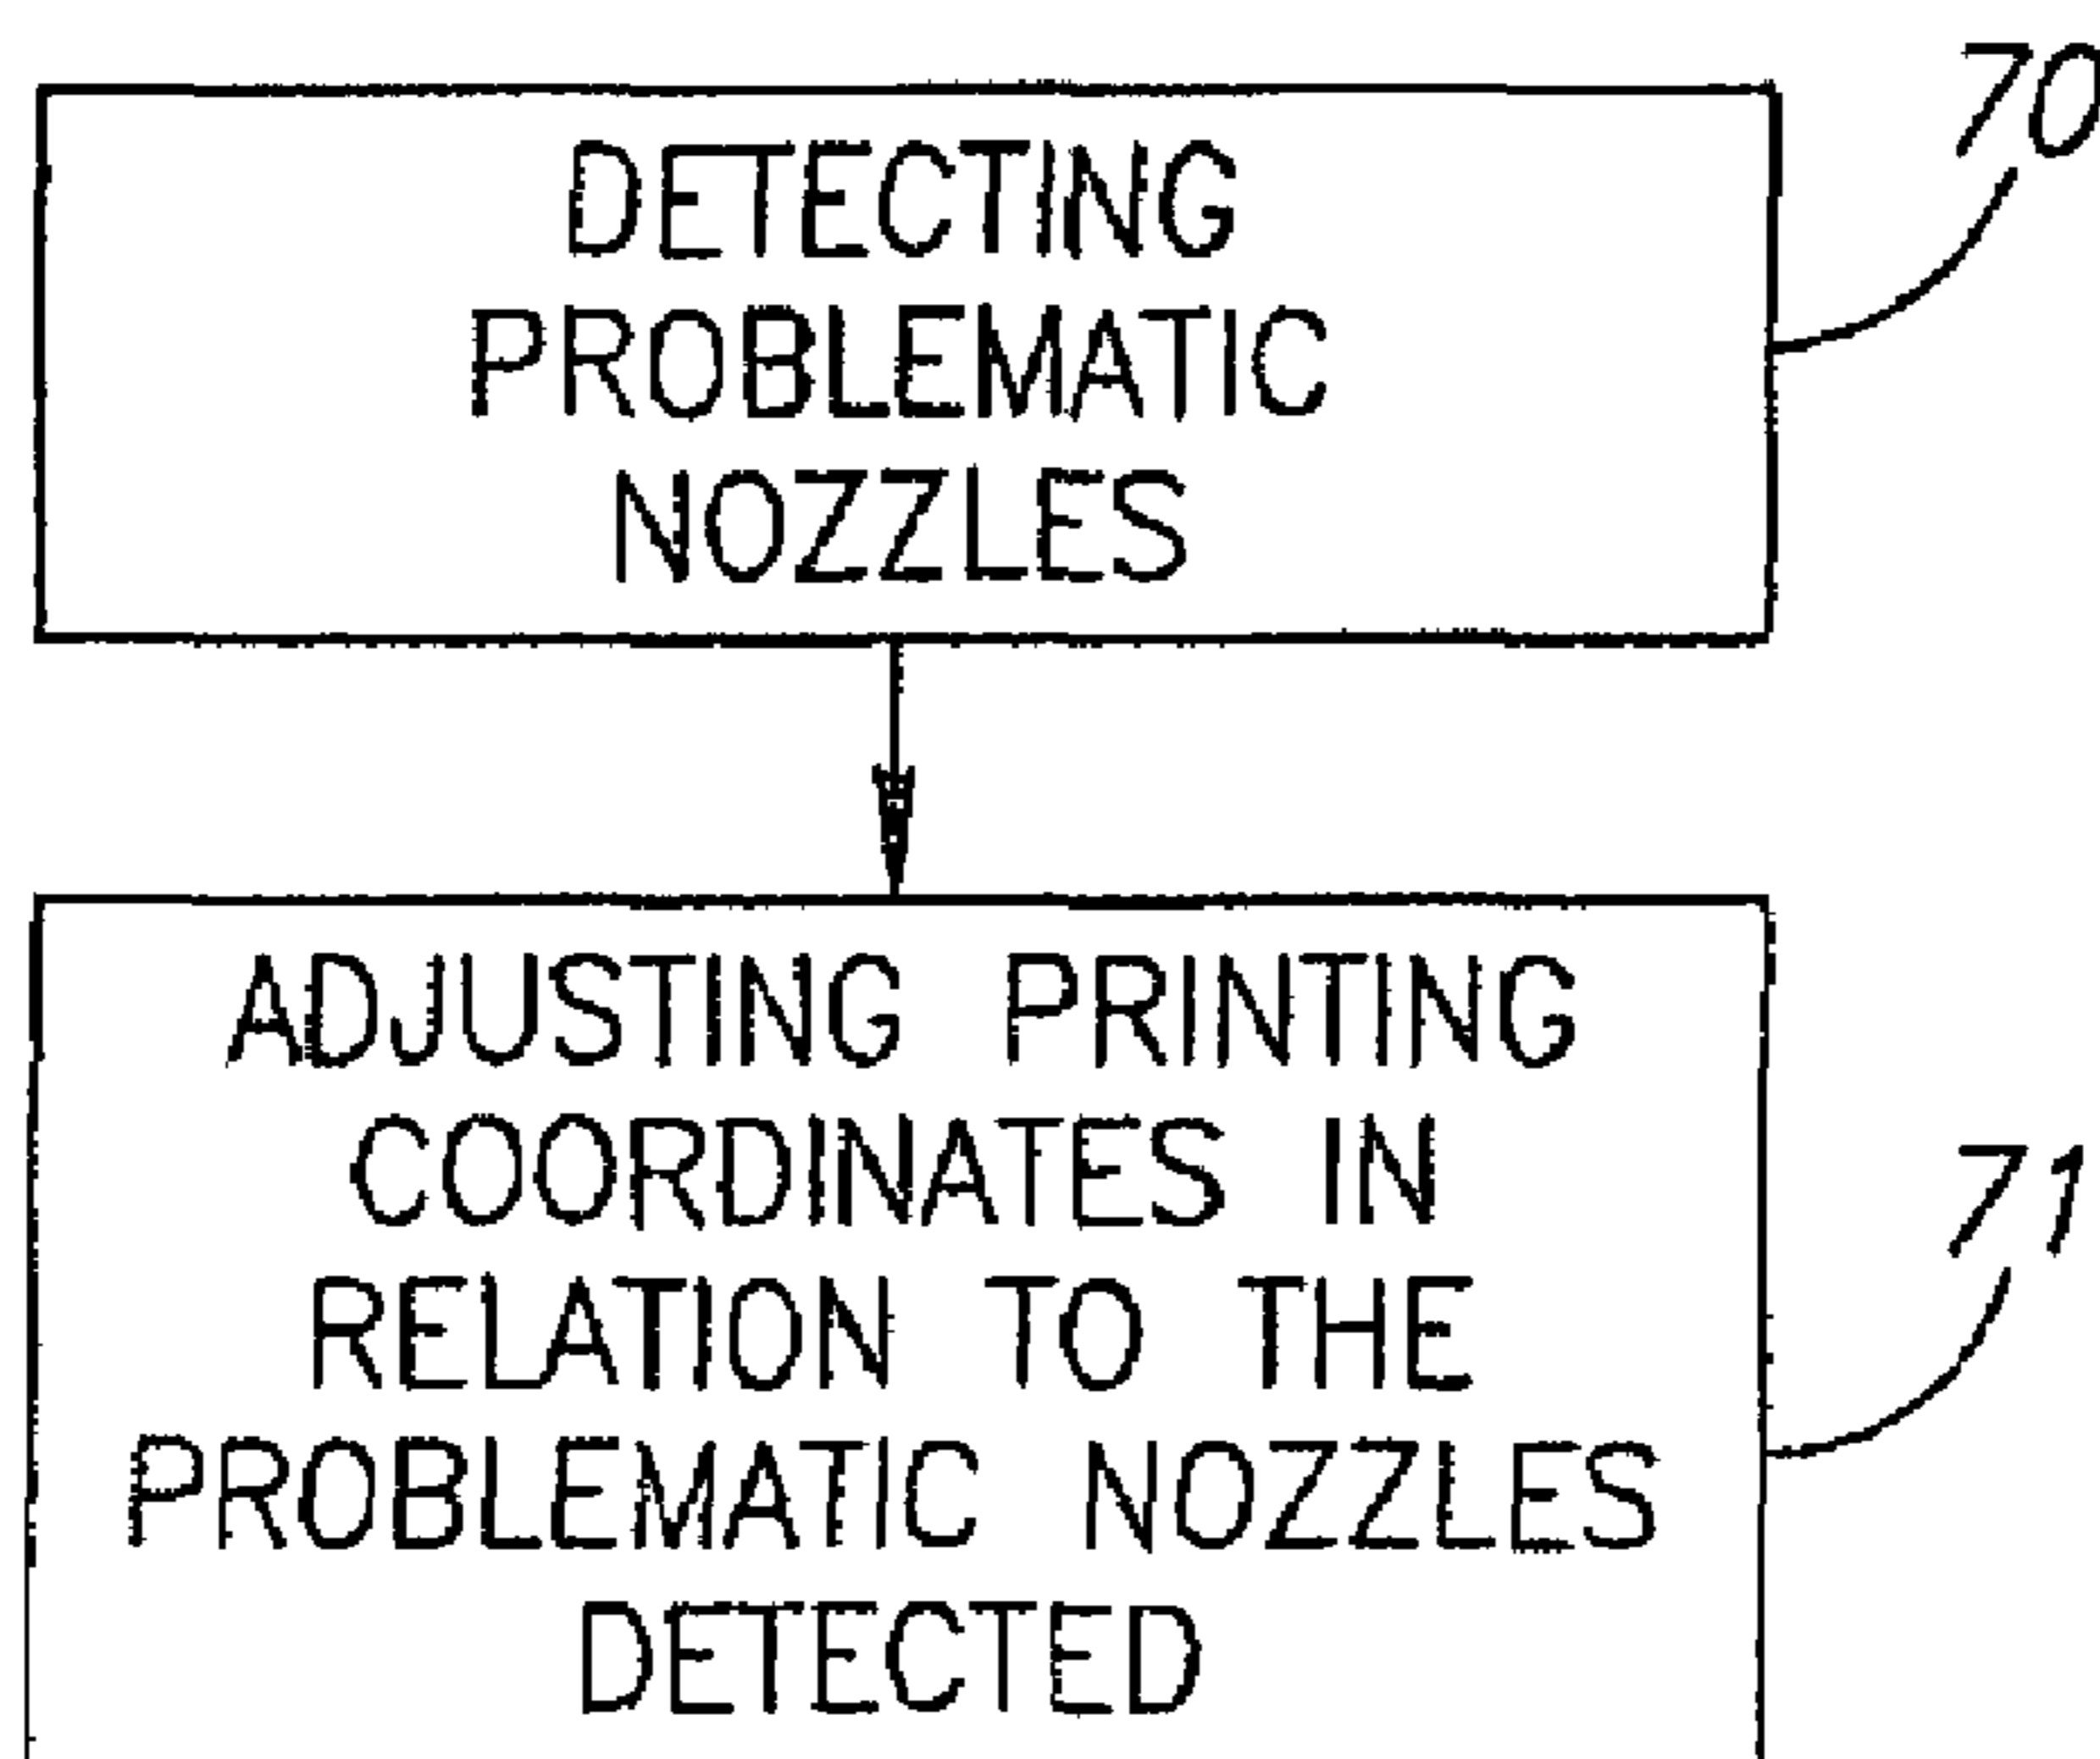 70
DETECTING
PROBLEMATIC
NOZZLES
ADJUSTING PRINTING
COORDINATES IN
RELATION TO THE
PROBLEMATIC NOZZLES
DETECTED
71